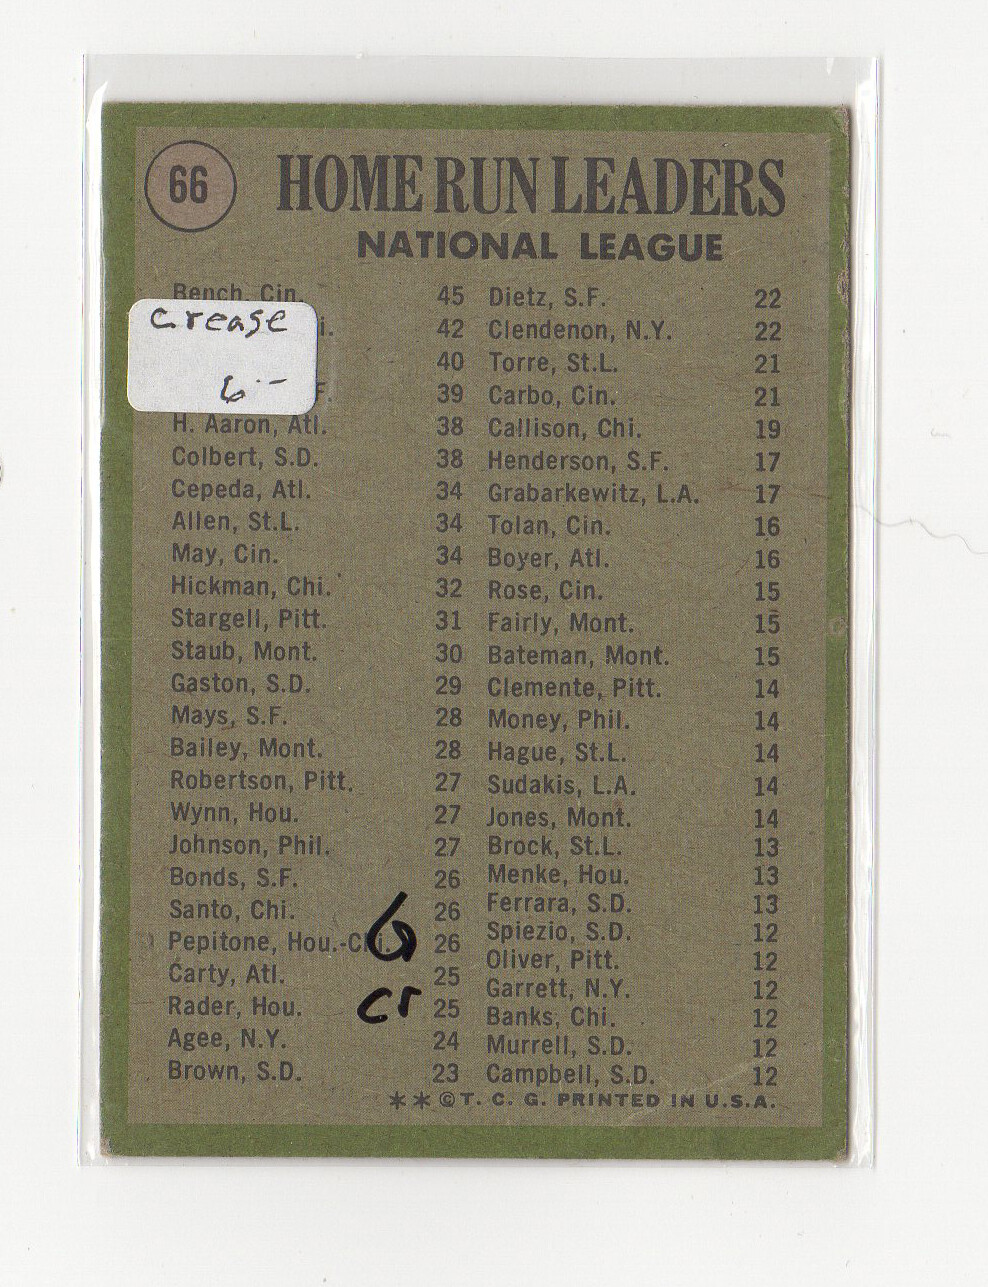 66
HOME RUN LEADERS
NATIONAL LEAGUE
Bench, Cin. 45
crease i. 42
40
6 - F. 39
H. Aaron, Atl. 38
Colbert, S.D. 38
Cepeda, Atl. 34
Allen, St.L. 34
May, Cin. 34
Hickman, Chi. 32
Stargell, Pitt. 31
Staub, Mont. 30
Gaston, S.D. 29
Mays, S.F. 28
Bailey, Mont. 28
Robertson, Pitt. 27
Wynn, Hou. 27
Johnson, Phil. 27
Bonds, S.F. 26
Santo, Chi. 26
Pepitone, Hou.-Chi. 26
Carty, Atl. 25
Rader, Hou. 25
Agee, N.Y. 24
Brown, S.D. 23
G
cr
Dietz, S.F. 22
Clendenon, N.Y. 22
Torre, St.L. 21
Carbo, Cin. 21
Callison, Chi. 19
Henderson, S.F. 17
Grabarkewitz, L.A. 17
Tolan, Cin. 16
Boyer, Atl. 16
Rose, Cin. 15
Fairly, Mont. 15
Bateman, Mont. 15
Clemente, Pitt. 14
Money, Phil. 14
Hague, St.L. 14
Sudakis, L.A. 14
Jones, Mont. 14
Brock, St.L. 13
Menke, Hou. 13
Ferrara, S.D. 13
Spiezio, S.D. 12
Oliver, Pitt. 12
Garrett, N.Y. 12
Banks, Chi. 12
Murrell, S.D. 12
Campbell, S.D. 12
**©T. C. G. PRINTED IN U.S.A.